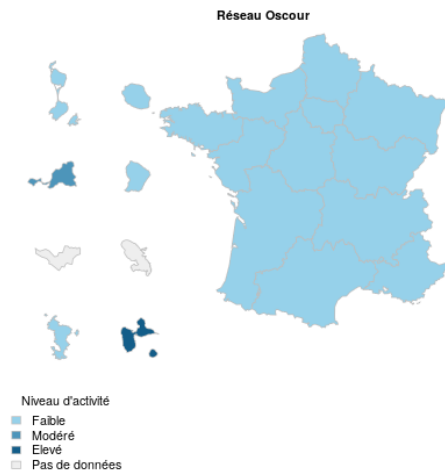 Réseau Oscour
Niveau d'activité
Faible
Modéré
Elevé
Pas de données